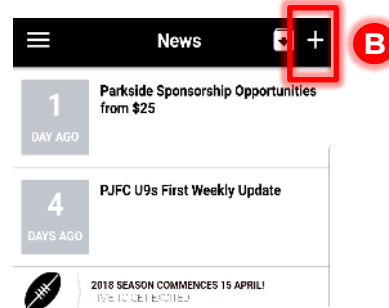 News
B
Parkside Sponsorship Opportunities
from $25
1
DAY AGO
PJFC U9s First Weekly Update
4
DAYS AGO
2018 SEASON COMMENCES 15 APRIL!